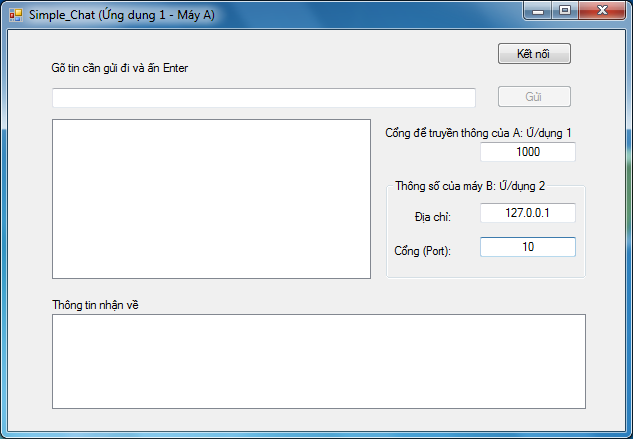 Simple_Chat (Ứng dụng 1 - Máy A)
Kết nối
Gõ tin cần gửi đi và ấn Enter
Gửi
Cổng để truyền thông của A: Ứ/dụng 1
1000
Thông số của máy B: Ứ/dụng 2
Địa chỉ: 127.0.0.1
Cổng (Port): 10
Thông tin nhận về